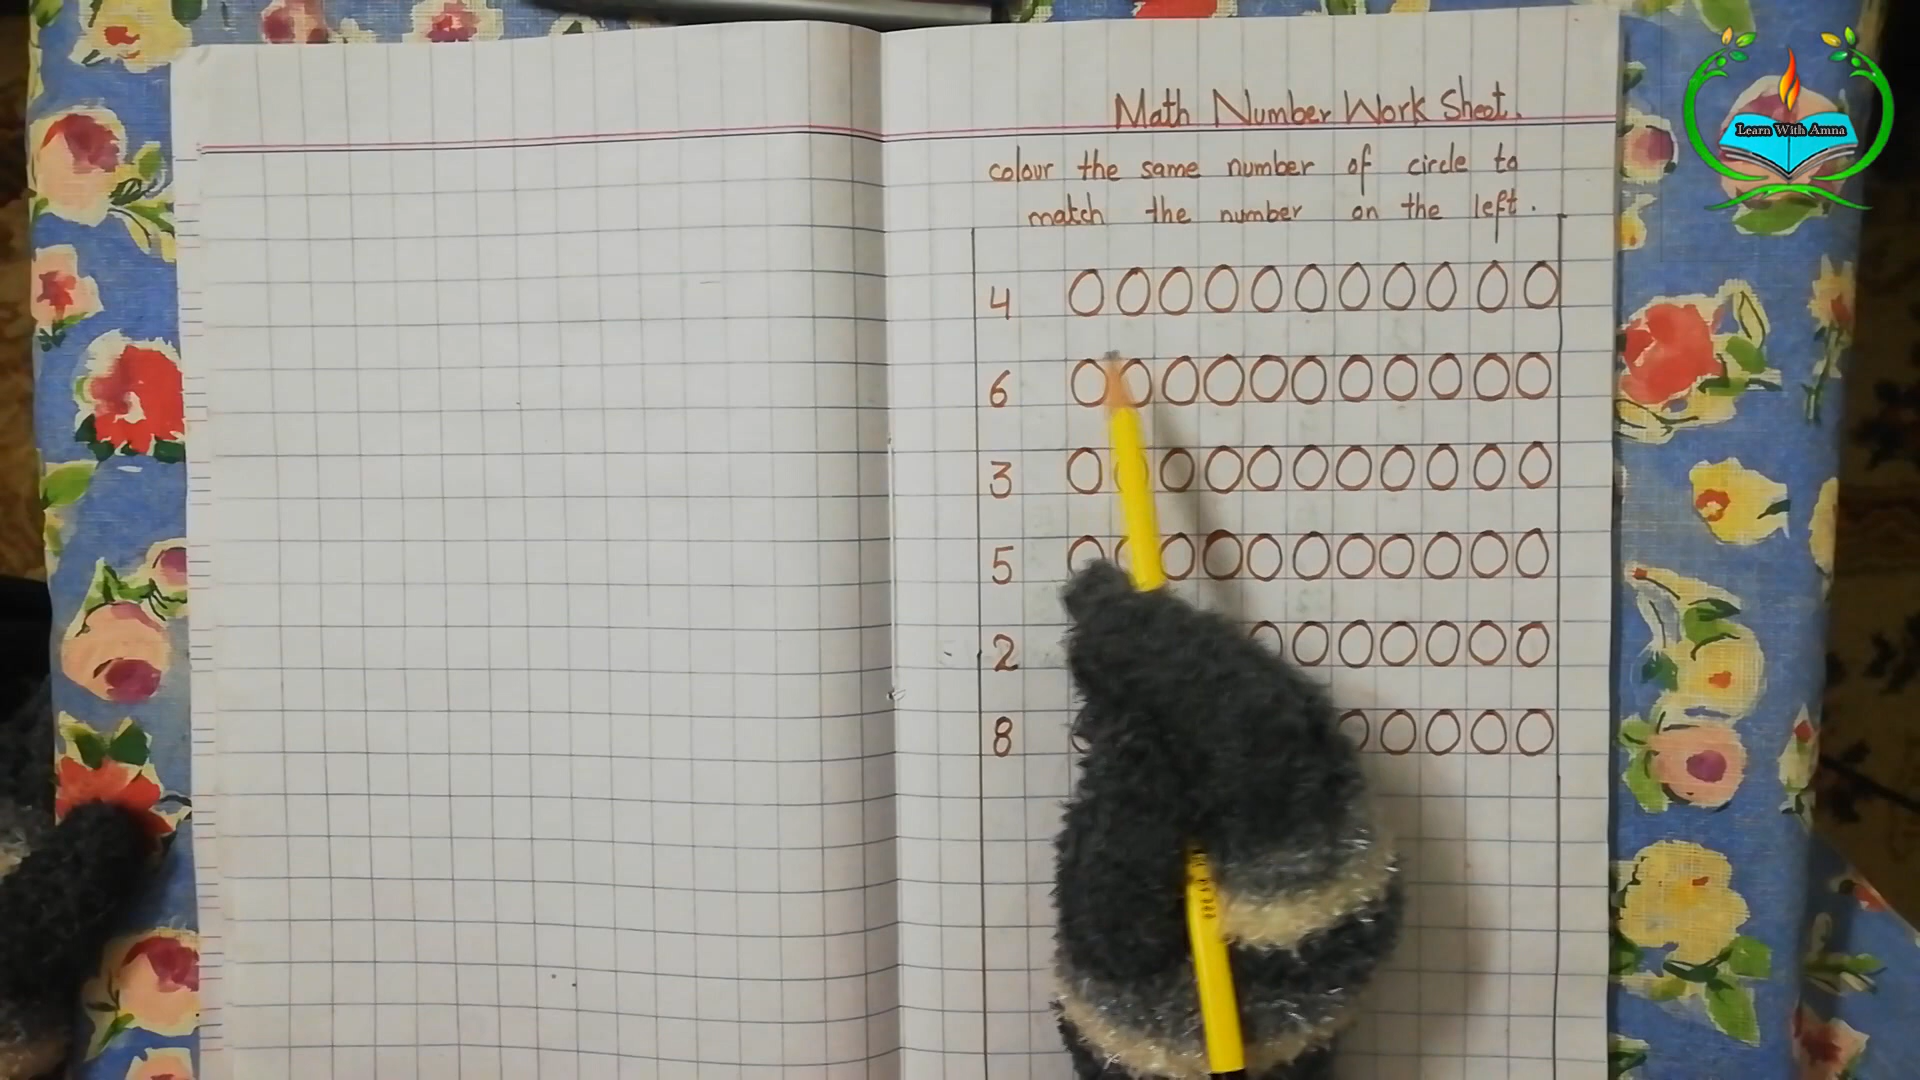 Math Number Work Sheet.
colour the same number of circle to
match the number on the left.
4
6
3
5
2
8
Learn With Amna